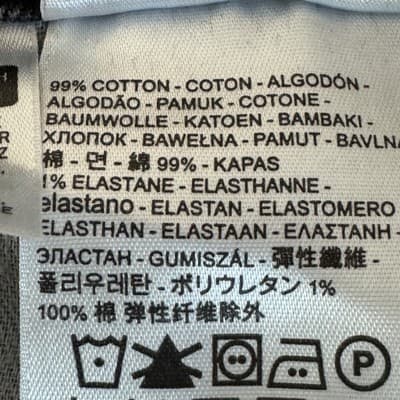 99% COTTON - COTON - ALGODÓN -
ALGODÃO - PAMUK - COTONE -
BAUMWOLLE - KATOEN - BAMBAKI -
ХЛОПОК - BAWEŁNA - PAMUT - BAVLNA
棉 - 면 - 綿 99% - KAPAS
1% ELASTANE - ELASTHANNE -
elastano - ELASTAN - ELASTOMERO
ELASTHAN - ELASTAAN - ΕΛΑΣΤΑΝΗ -
ЭЛАСТАН - GUMISZÁL - 彈性纖維 -
폴리우레탄 - ポリウレタン 1%
100% 棉 弹性纤维除外